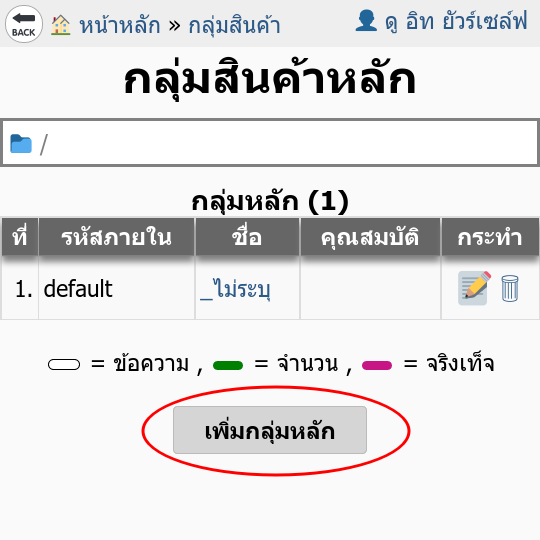 BACK หน้าหลัก » กลุ่มสินค้า ดู อิท ยัวร์เซล์ฟ
กลุ่มสินค้าหลัก
/
กลุ่มหลัก (1)
ที่ รหัสภายใน ชื่อ คุณสมบัติ กระทำ
1. default _ไม่ระบุ
= ข้อความ , = จำนวน , = จริงเท็จ
เพิ่มกลุ่มหลัก